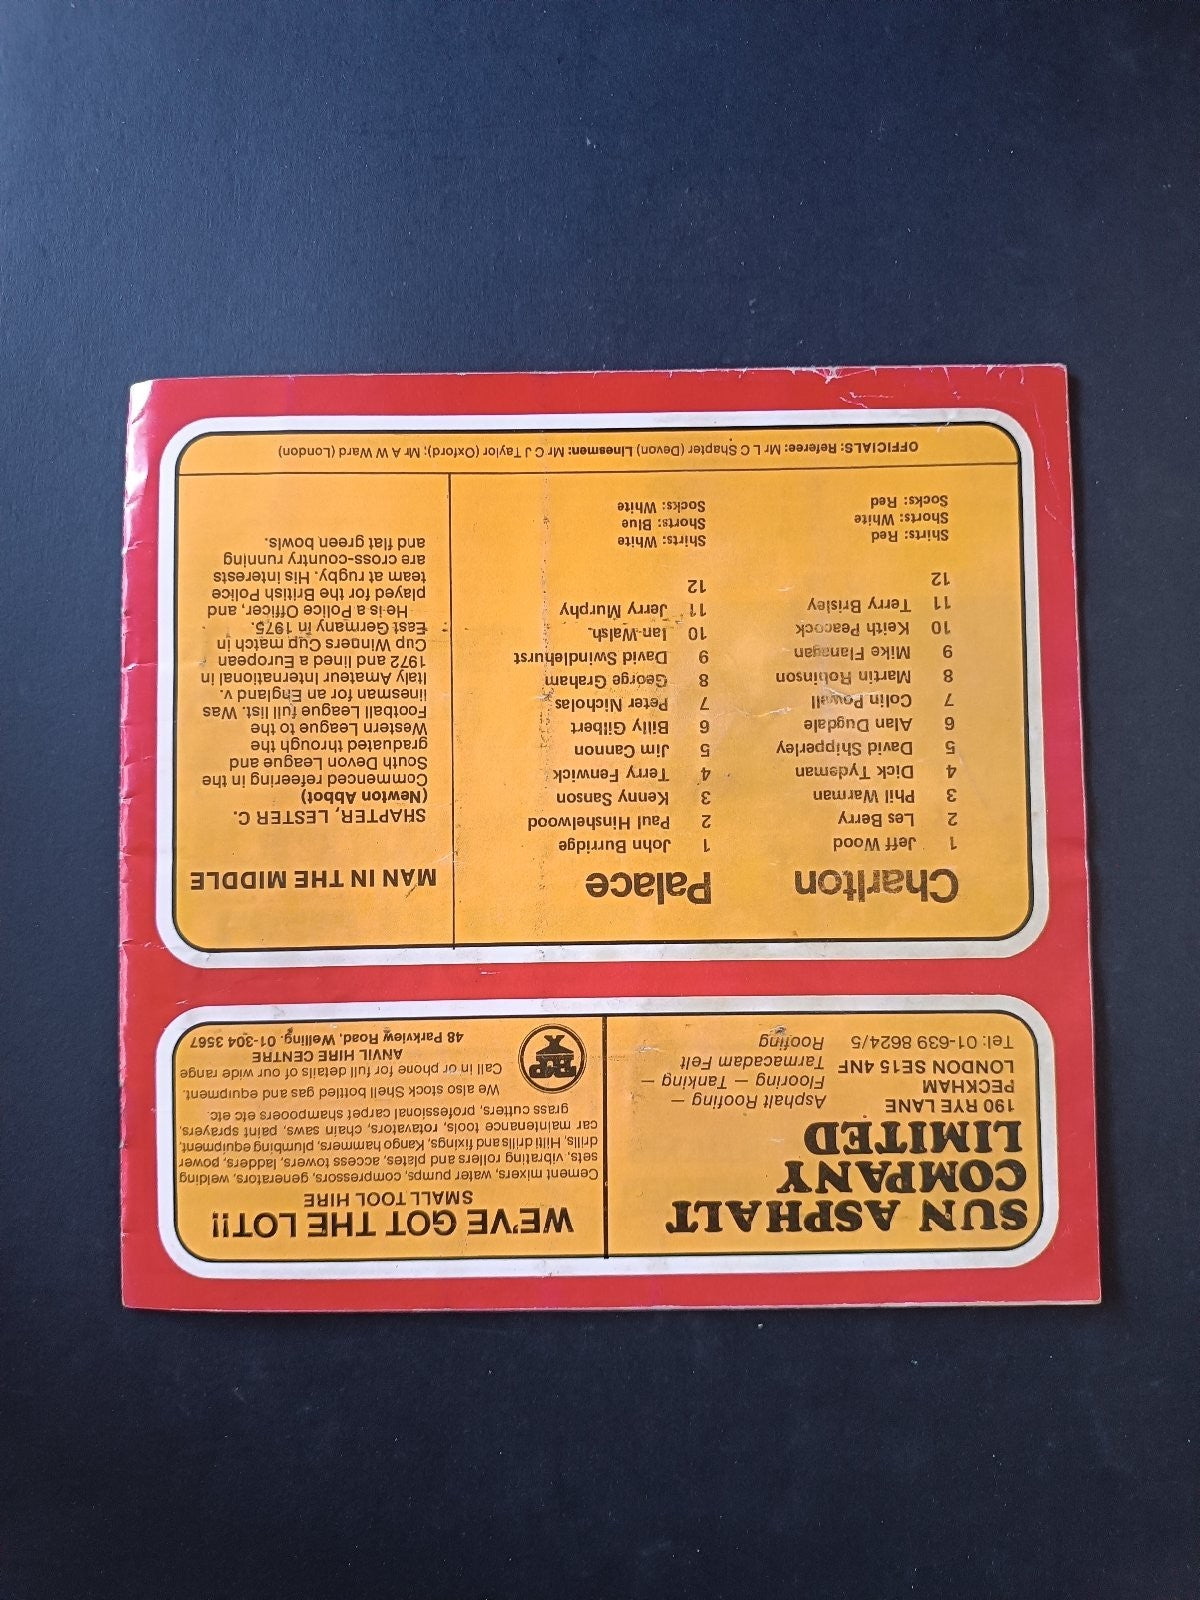 SUN ASPHALT
COMPANY
LIMITED
190 RYE LANE
PECKHAM
LONDON SE15 4NF
Tel: 01-639 8624/5
Asphalt Roofing —
Flooring — Tanking —
Tarmacadam Felt
Roofing
WE'VE GOT THE LOT!!
SMALL TOOL HIRE
Cement mixers, water pumps, compressors, generators, welding
sets, vibrating rollers and plates, access towers, ladders, power
drills, Hilti drills and fixings, Kango hammers, plumbing equipment,
car maintenance tools, rotavators, chain saws, paint sprayers,
grass cutters, professional carpet shampooers etc etc.
We also stock Shell bottled gas and equipment.
Call in or phone for full details of our wide range
ANVIL HIRE CENTRE
48 Parkview Road, Welling. 01-304 3567
Charlton
1 Jeff Wood
2 Les Berry
3 Phil Warman
4 Dick Tydeman
5 David Shipperley
6 Alan Dugdale
7 Colin Powell
8 Martin Robinson
9 Mike Flanagan
10 Keith Peacock
11 Terry Brisley
12
Shirts: Red
Shorts: White
Socks: Red
Palace
1 John Burridge
2 Paul Hinshelwood
3 Kenny Sanson
4 Terry Fenwick
5 Jim Cannon
6 Billy Gilbert
7 Peter Nicholas
8 George Graham
9 David Swindlehurst
10 Ian Walsh
11 Jerry Murphy
12
Shirts: White
Shorts: Blue
Socks: White
MAN IN THE MIDDLE
SHAPTER, LESTER C.
(Newton Abbot)
Commenced refereeing in the
South Devon League and
graduated through the
Western League to the
Football League full list. Was
linesman for an England v.
Italy Amateur International in
1972 and lined a European
Cup Winners Cup match in
East Germany in 1975.
He is a Police Officer, and
played for the British Police
team at rugby. His interests
are cross-country running
and flat green bowls.
OFFICIALS: Referee: Mr L C Shapter (Devon) Linesmen: Mr C J Taylor (Oxford); Mr A W Ward (London)